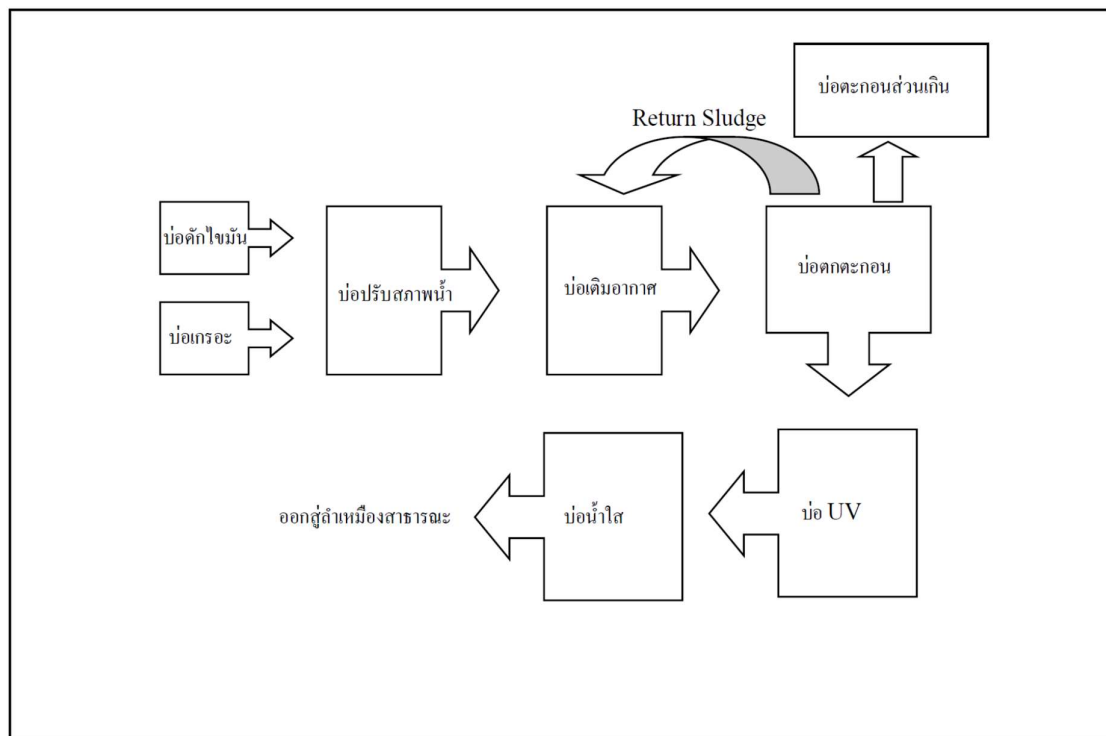 บ่อตะกอนส่วนเกิน
Return Sludge
บ่อดักไขมัน
บ่อปรับสภาพน้ำ
บ่อเติมอากาศ
บ่อตกตะกอน
บ่อเกรอะ
ออกสู่ลำเหมืองสาธารณะ
บ่อน้ำใส
บ่อ UV